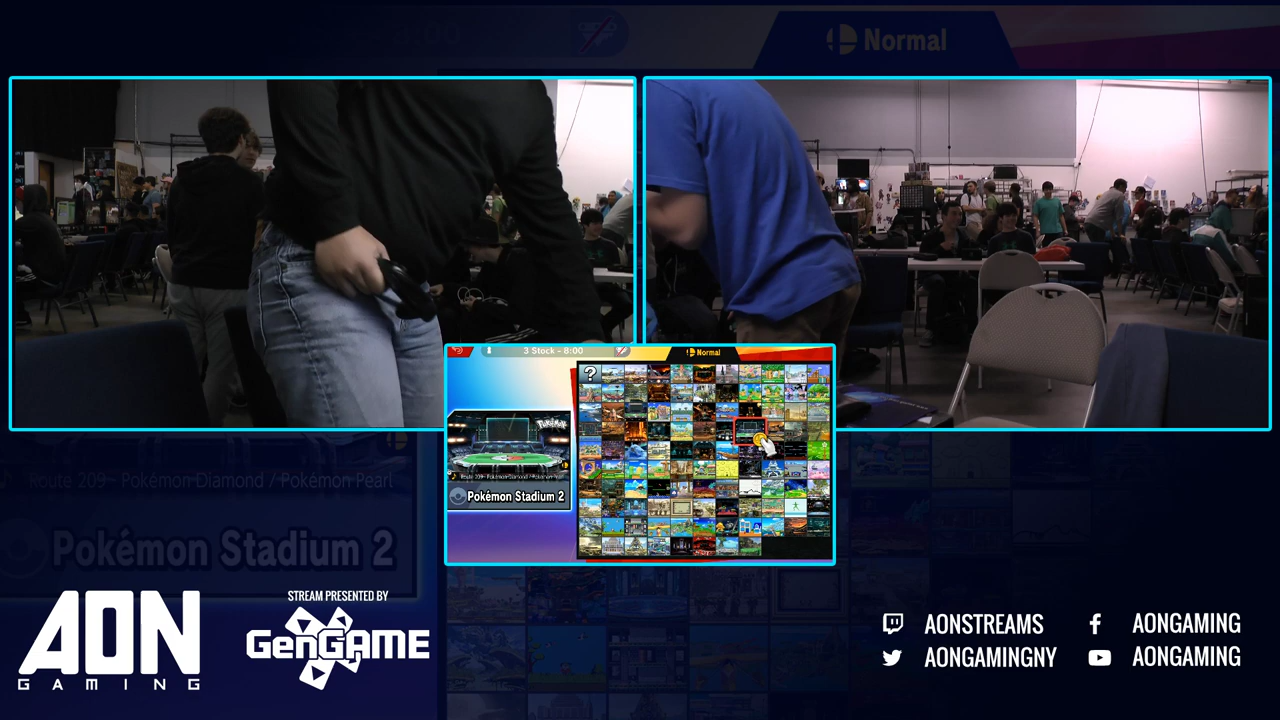 Normal
3 Stock - 8:00
Normal
Pokémon
Route 209 - Pokémon Diamond / Pokémon Pearl
Pokémon Stadium 2
Route 209 - Pokémon Diamond / Pokémon Pearl
Pokémon Stadium 2
AON
GAMING
STREAM PRESENTED BY
GenGAME
AONSTREAMS
AONGAMING
AONGAMINGNY
AONGAMING